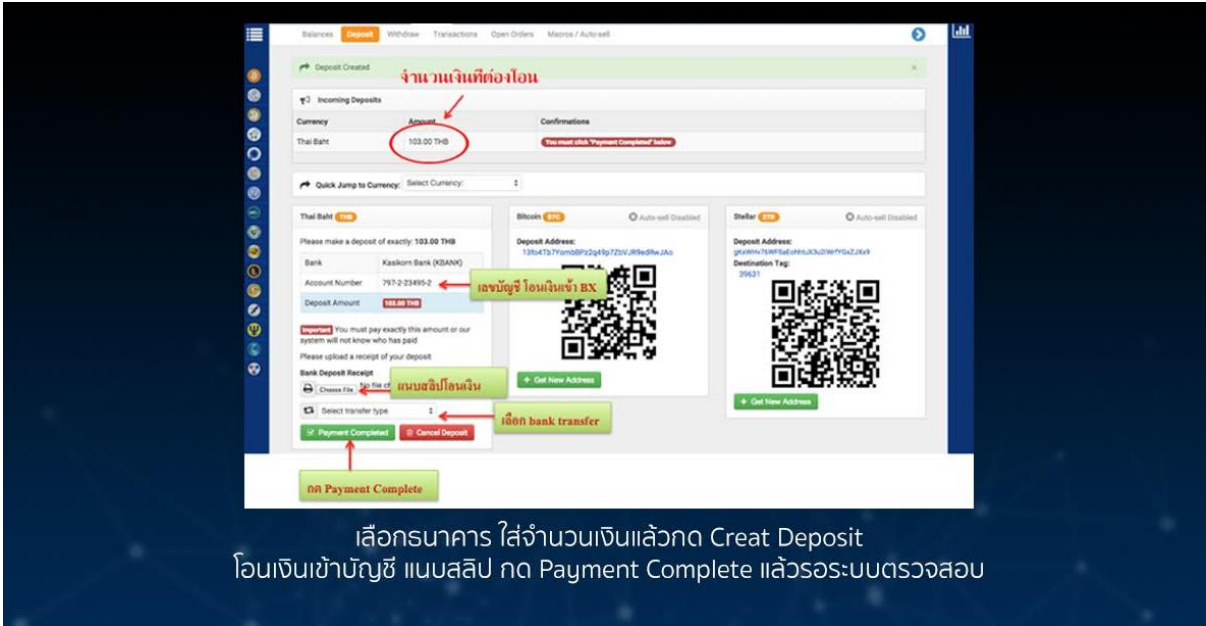 Balances Deposit Withdraw Transactions Open Orders Macros / Auto-sell
Deposit Created
จำนวนเงินที่ต่องโอน
Incoming Deposits
Currency Amount Confirmations
Thai Baht 103.00 THB You must click "Payment Completed" below
Quick Jump to Currency: Select Currency:
Thai Baht THB
Please make a deposit of exactly: 103.00 THB
Bank Kasikorn Bank (KBANK)
Account Number 797-2-23495-2
เลขบัญชี โอนเงินเข้า BX
Deposit Amount 103.00 THB
Important You must pay exactly this amount or our
system will not know who has paid
Please upload a receipt of your deposit
Bank Deposit Receipt
Choose File No file
แนบสลิปโอนเงิน
Select transfer type
เลือก bank transfer
Payment Completed Cancel Deposit
กด Payment Complete
Bitcoin BTC Auto-sell Disabled
Deposit Address:
+ Get New Address
Stellar STR Auto-sell Disabled
Deposit Address:
Destination Tag:
39631
+ Get New Address
เลือกธนาคาร ใส่จำนวนเงินแล้วกด Creat Deposit
โอนเงินเข้าบัญชี แนบสลิป กด Payment Complete แล้วรอระบบตรวจสอบ